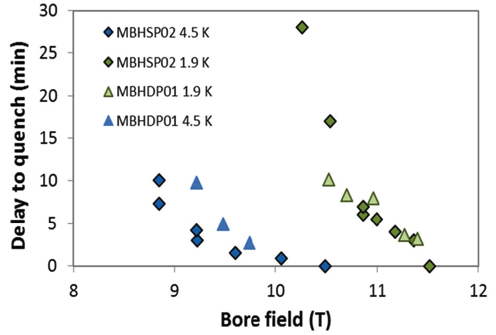 30
25
20
15
10
5
0
Delay to quench (min)
MBHSP02 4.5 K
MBHSP02 1.9 K
MBHDP01 1.9 K
MBHDP01 4.5 K
8 9 10 11 12
Bore field (T)